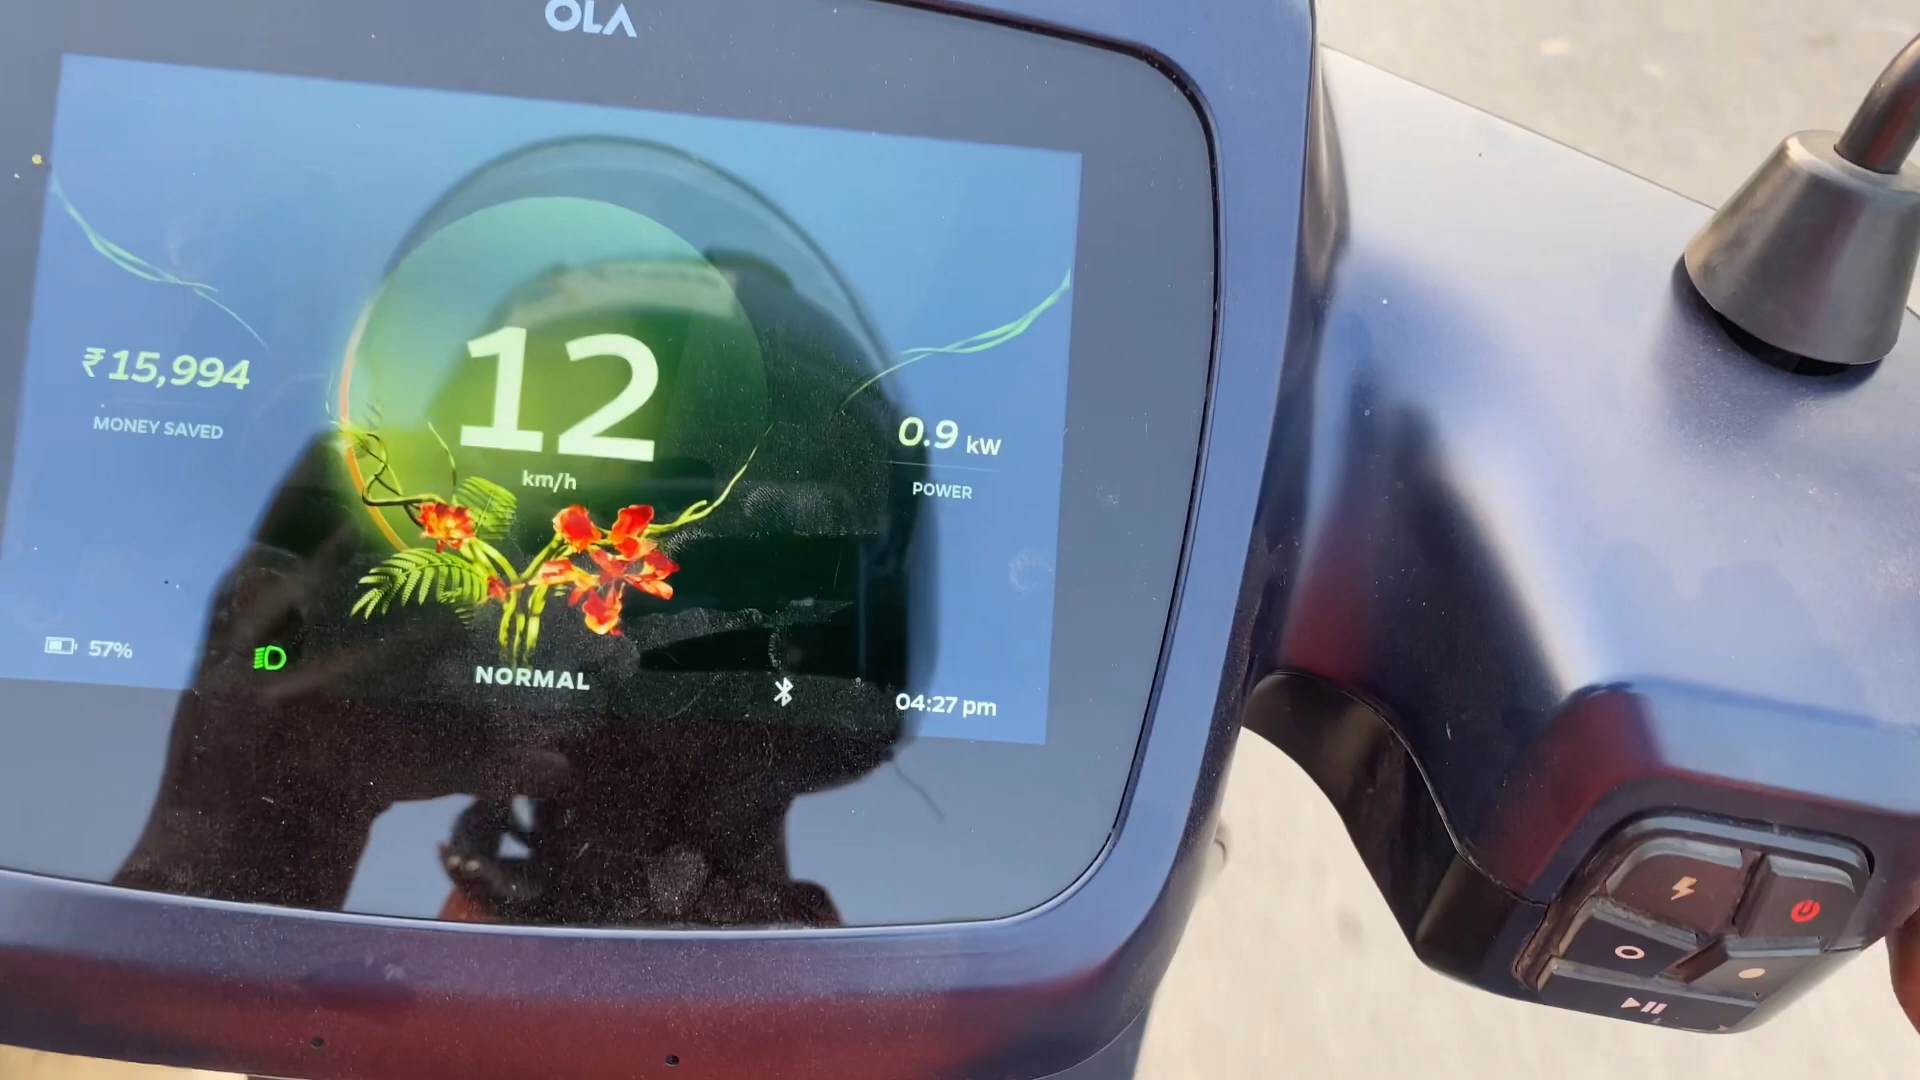 OLA
₹15,994
MONEY SAVED
12
km/h
0.9 kW
POWER
57%
NORMAL
04:27 pm